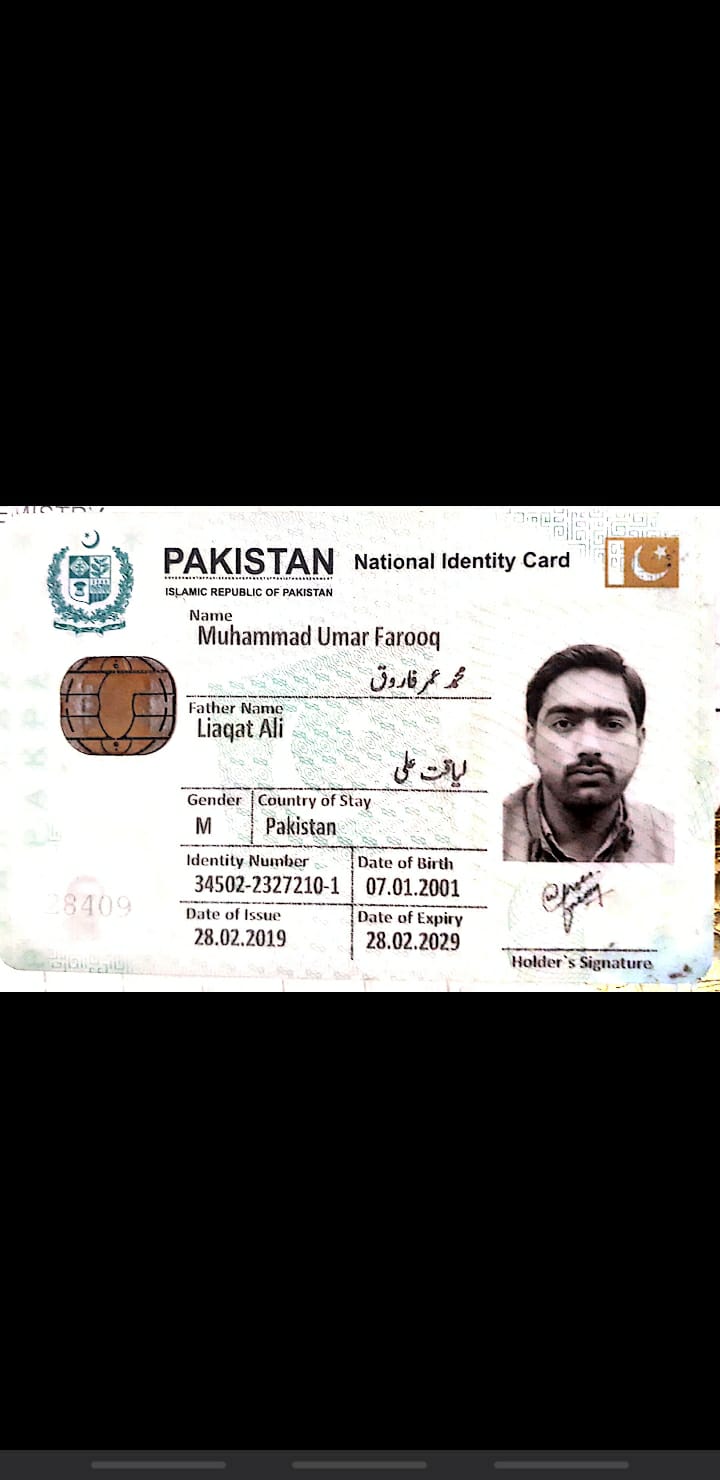 PAKISTAN National Identity Card
ISLAMIC REPUBLIC OF PAKISTAN
Name
Muhammad Umar Farooq
محمد عمر فاروق
Father Name
Liaqat Ali
لیاقت علی
Gender Country of Stay
M Pakistan
Identity Number Date of Birth
34502-2327210-1 07.01.2001
28409
Date of Issue Date of Expiry
28.02.2019 28.02.2029
Holder`s Signature